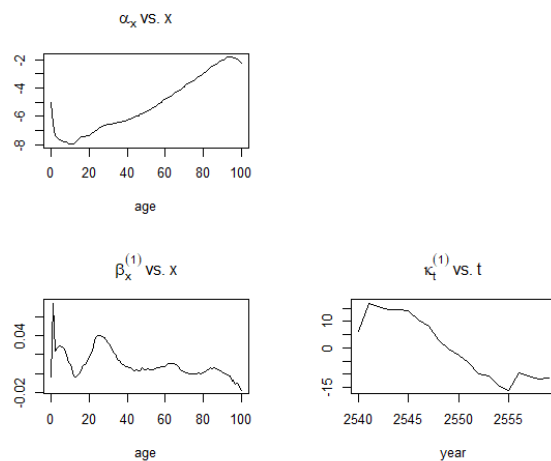 αx vs. x
-2
-4
-6
-8
0 20 40 60 80 100
age
βx(1) vs. x
0.04
-0.02
0 20 40 60 80 100
age
κt(1) vs. t
10
0
-15
2540 2545 2550 2555
year